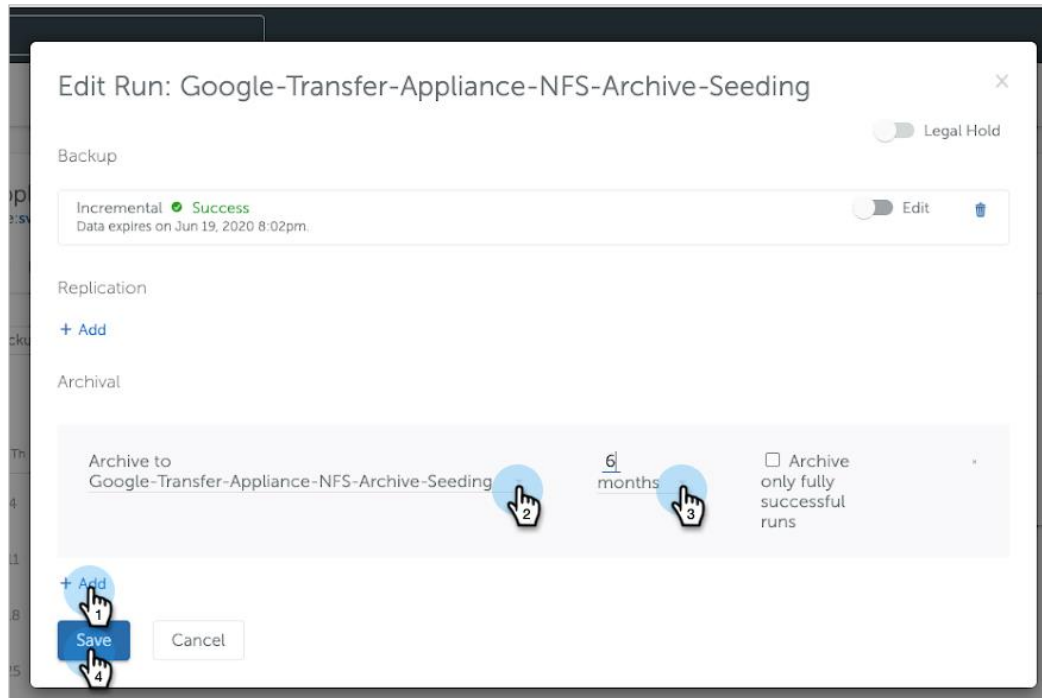 Edit Run: Google-Transfer-Appliance-NFS-Archive-Seeding
Legal Hold
Backup
Incremental Success
Edit
Data expires on Jun 19, 2020 8:02pm.
Replication
+ Add
Archival
Archive to
Google-Transfer-Appliance-NFS-Archive-Seeding
2
6
months
3
Archive
only fully
successful
runs
+ Add
1
Save
Cancel
4